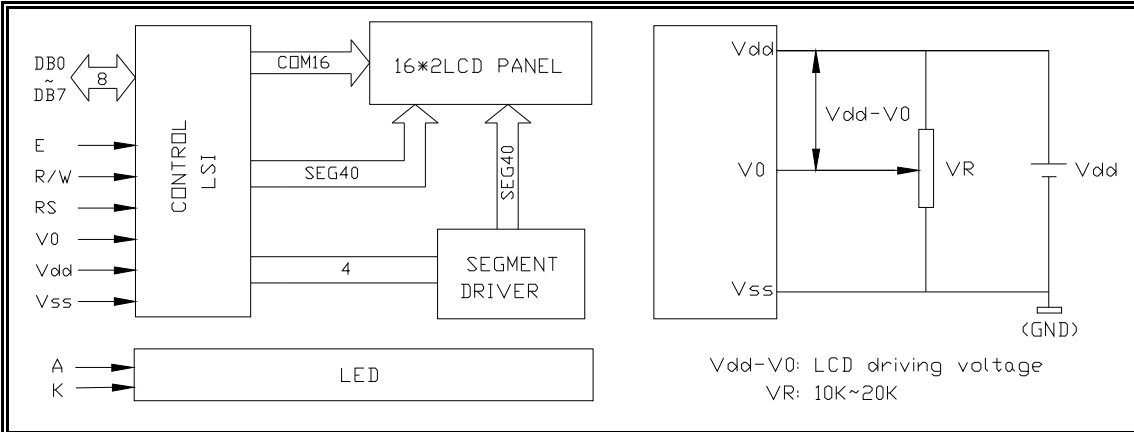 DB0
~
DB7
8
E
R/W
RS
V0
Vdd
Vss
CONTROL
LSI
COM16
16*2LCD PANEL
SEG40
SEG40
4
SEGMENT
DRIVER
A
K
LED
Vdd
Vdd-V0
V0
VR
Vdd
Vss
(GND)
Vdd-V0: LCD driving voltage
VR: 10K~20K